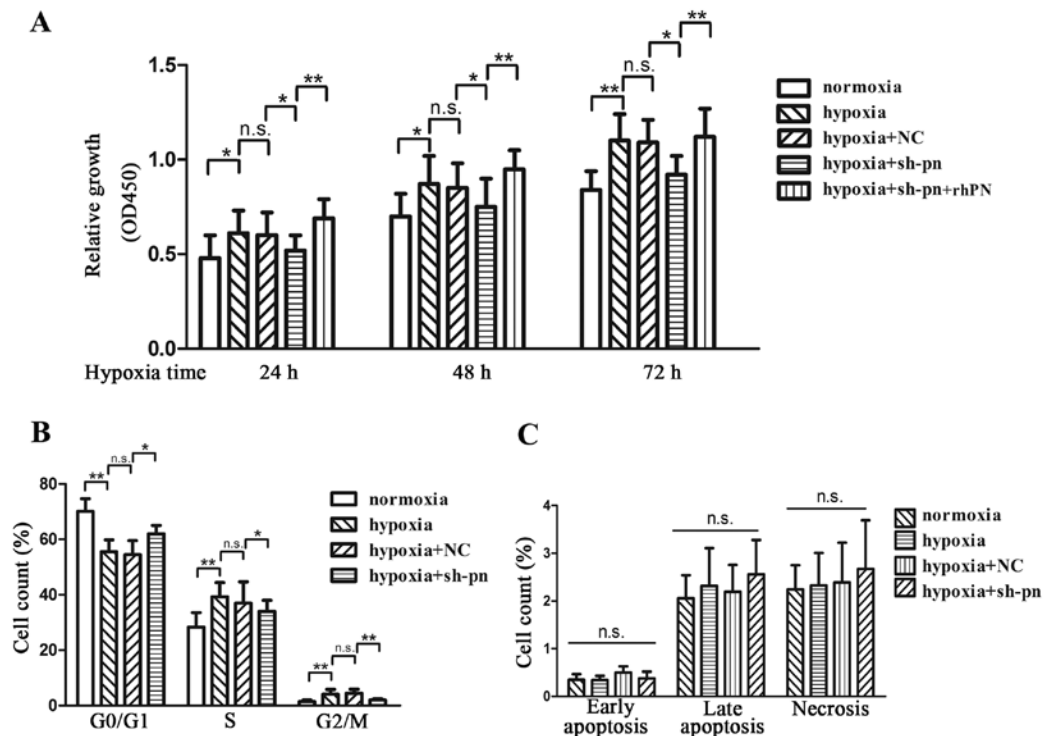 A
**
**
**
*
*
n.s.
*
n.s.
n.s.
**
*
*
1.5
1.0
0.5
0.0
Relative growth
(OD450)
normoxia
hypoxia
hypoxia+NC
hypoxia+sh-pn
hypoxia+sh-pn+rhPN
Hypoxia time
24 h
48 h
72 h
B
n.s.
*
**
n.s.
*
**
n.s.
**
**
80
60
40
20
0
Cell count (%)
normoxia
hypoxia
hypoxia+NC
hypoxia+sh-pn
G0/G1
S
G2/M
C
n.s.
n.s.
n.s.
4
3
2
1
0
Cell count (%)
normoxia
hypoxia
hypoxia+NC
hypoxia+sh-pn
Early
apoptosis
Late
apoptosis
Necrosis